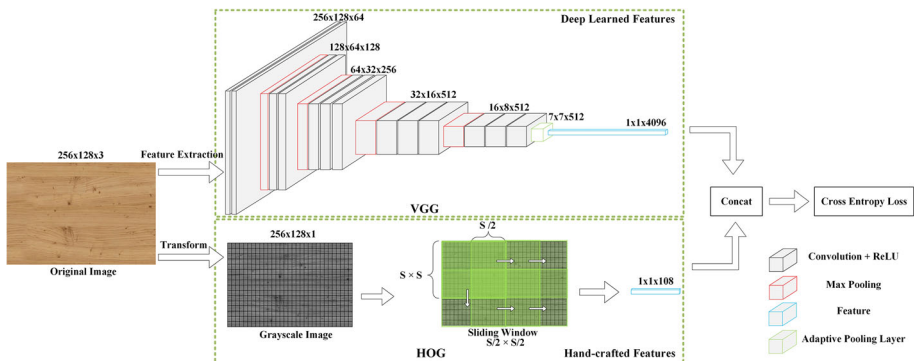 256x128x64
Deep Learned Features
128x64x128
64x32x256
32x16x512
16x8x512
7x7x512
1x1x4096
256x128x3
Feature Extraction
VGG
Original Image
Transform
256x128x1
Grayscale Image
S /2
S × S
Sliding Window
S/2 × S/2
HOG
1x1x108
Hand-crafted Features
Concat
Cross Entropy Loss
Convolution + ReLU
Max Pooling
Feature
Adaptive Pooling Layer